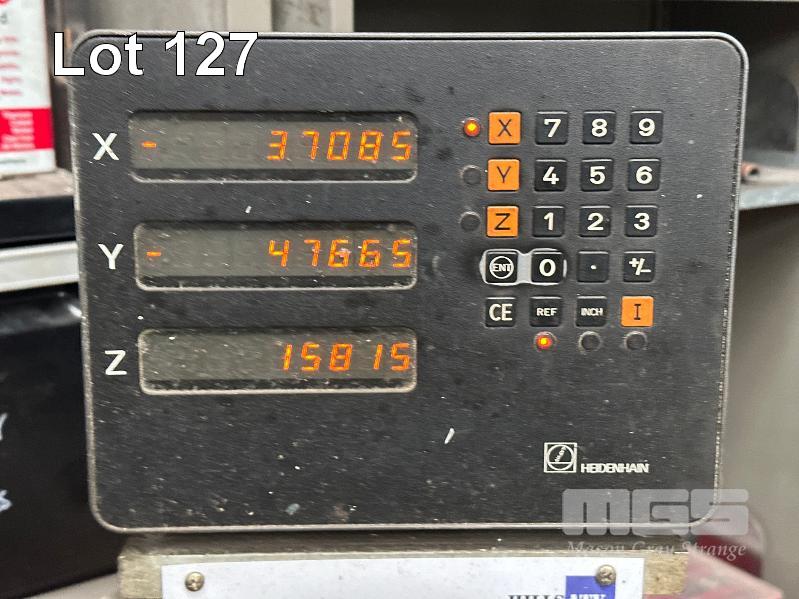 Lot 127
X - 37085
Y - 47665
Z 15815
X 7 8 9
Y 4 5 6
Z 1 2 3
ENT 0 . +/-
CE REF INCH I
HEIDENHAIN
MGS
Mason Gray Strange